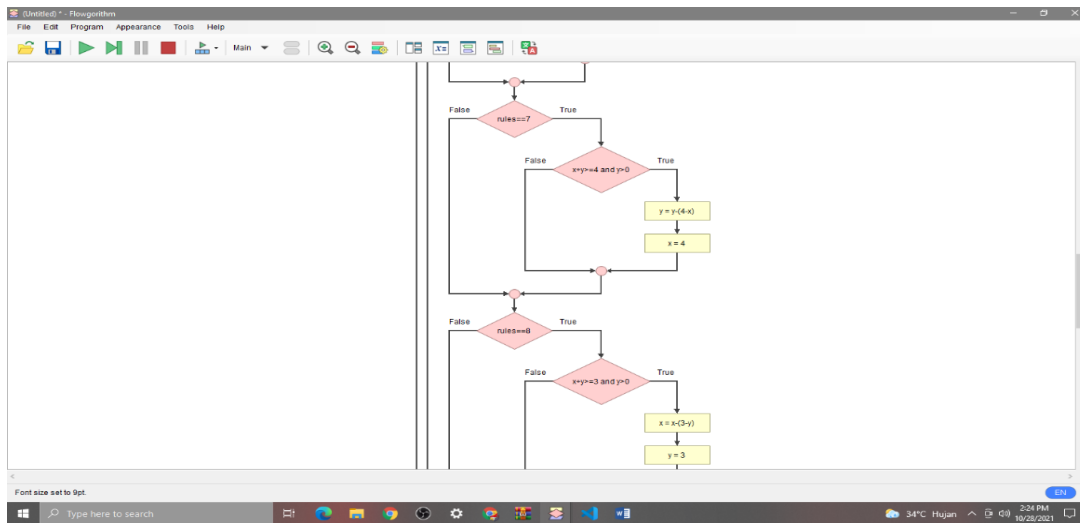 (Untitled) * - Flowgorithm
File Edit Program Appearance Tools Help
Main
False
True
rules==7
False
True
x+y>=4 and y>0
y = y-(4-x)
x = 4
False
True
rules==8
False
True
x+y>=3 and y>0
x = x-(3-y)
y = 3
Font size set to 9pt.
EN
Type here to search
34°C Hujan
2:24 PM
10/28/2021